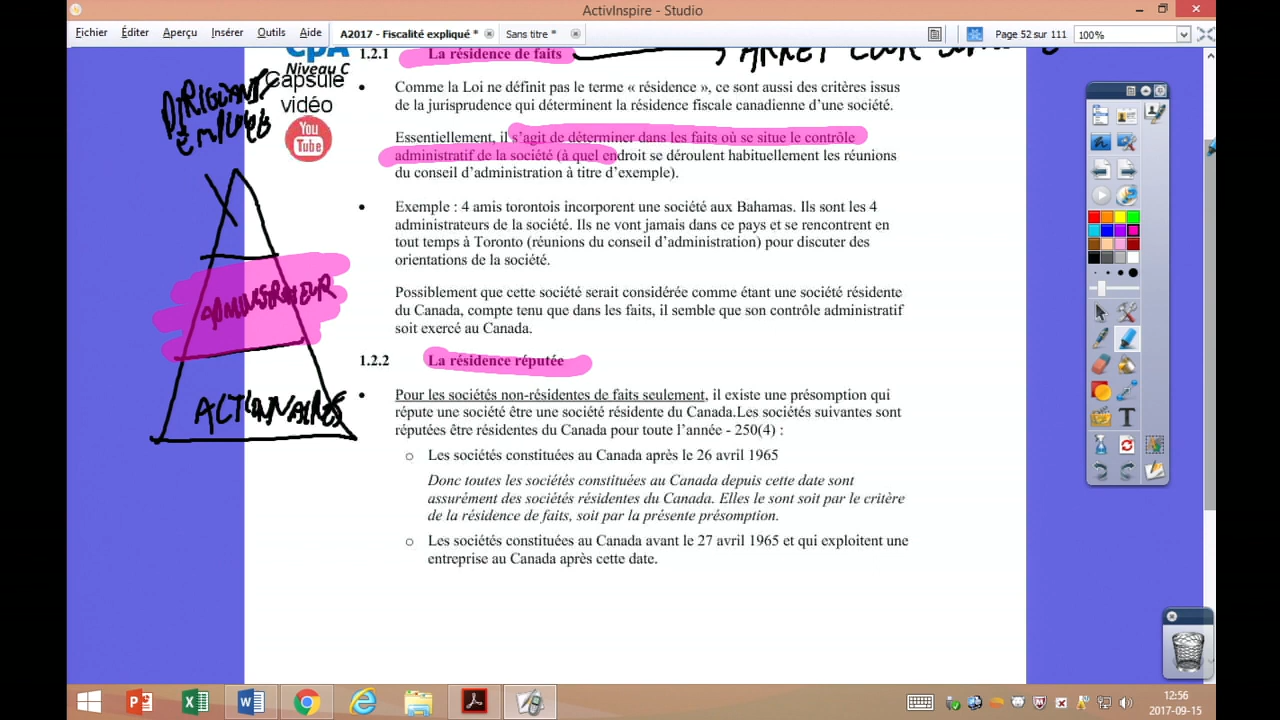 ActivInspire - Studio
Fichier Éditer Aperçu Insérer Outils Aide
A2017 - Fiscalité expliqué *
Sans titre *
Page 52 sur 111
100%
CPA
Niveau C
Capsule
vidéo
You
Tube
DIRIGEANTS
EMPLOYÉS
ADMINISTRATEUR
ACTIONNAIRES
1.2.1 La résidence de faits
ARRET COUR
• Comme la Loi ne définit pas le terme « résidence », ce sont aussi des critères issus
de la jurisprudence qui déterminent la résidence fiscale canadienne d’une société.
Essentiellement, il s’agit de déterminer dans les faits où se situe le contrôle
administratif de la société (à quel endroit se déroulent habituellement les réunions
du conseil d’administration à titre d’exemple).
• Exemple : 4 amis torontois incorporent une société aux Bahamas. Ils sont les 4
administrateurs de la société. Ils ne vont jamais dans ce pays et se rencontrent en
tout temps à Toronto (réunions du conseil d’administration) pour discuter des
orientations de la société.
Possiblement que cette société serait considérée comme étant une société résidente
du Canada, compte tenu que dans les faits, il semble que son contrôle administratif
soit exercé au Canada.
1.2.2 La résidence réputée
• Pour les sociétés non-résidentes de faits seulement, il existe une présomption qui
répute une société être une société résidente du Canada.Les sociétés suivantes sont
réputées être résidentes du Canada pour toute l’année - 250(4) :
o Les sociétés constituées au Canada après le 26 avril 1965
Donc toutes les sociétés constituées au Canada depuis cette date sont
assurément des sociétés résidentes du Canada. Elles le sont soit par le critère
de la résidence de faits, soit par la présente présomption.
o Les sociétés constituées au Canada avant le 27 avril 1965 et qui exploitent une
entreprise au Canada après cette date.
12:56
2017-09-15